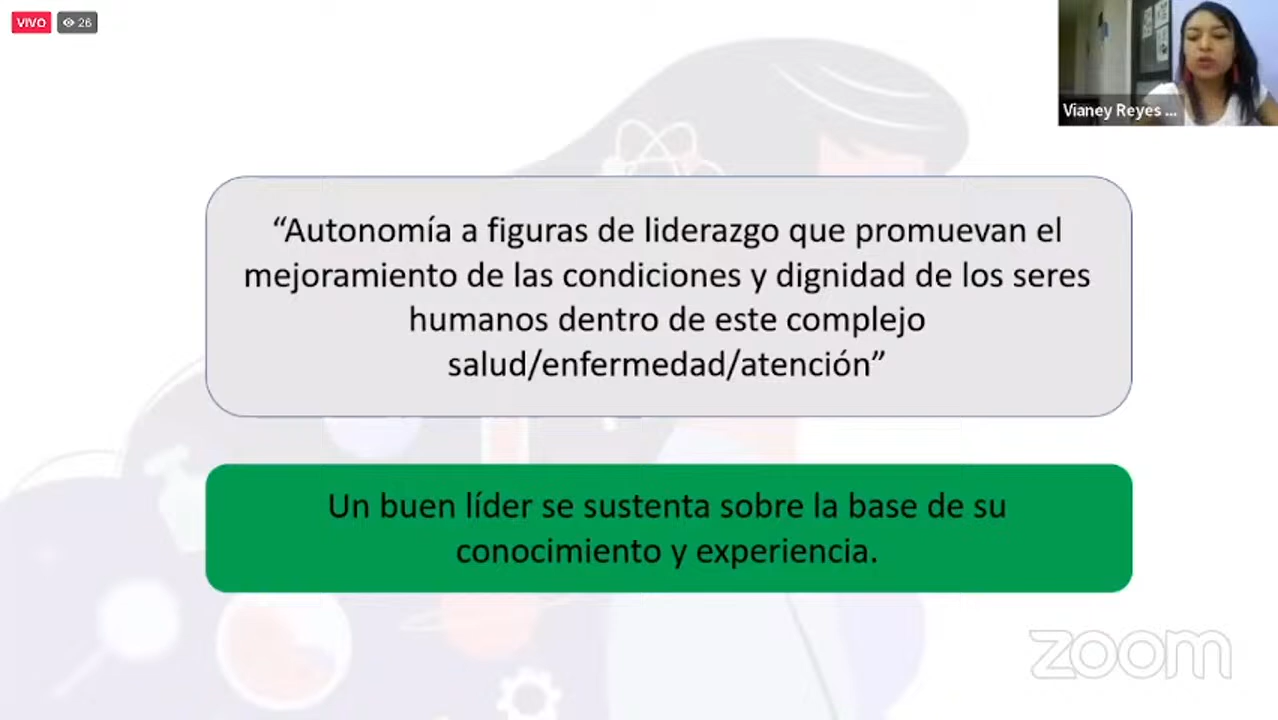 VIVO
26
Vianey Reyes ...
“Autonomía a figuras de liderazgo que promuevan el
mejoramiento de las condiciones y dignidad de los seres
humanos dentro de este complejo
salud/enfermedad/atención”
Un buen líder se sustenta sobre la base de su
conocimiento y experiencia.
zoom